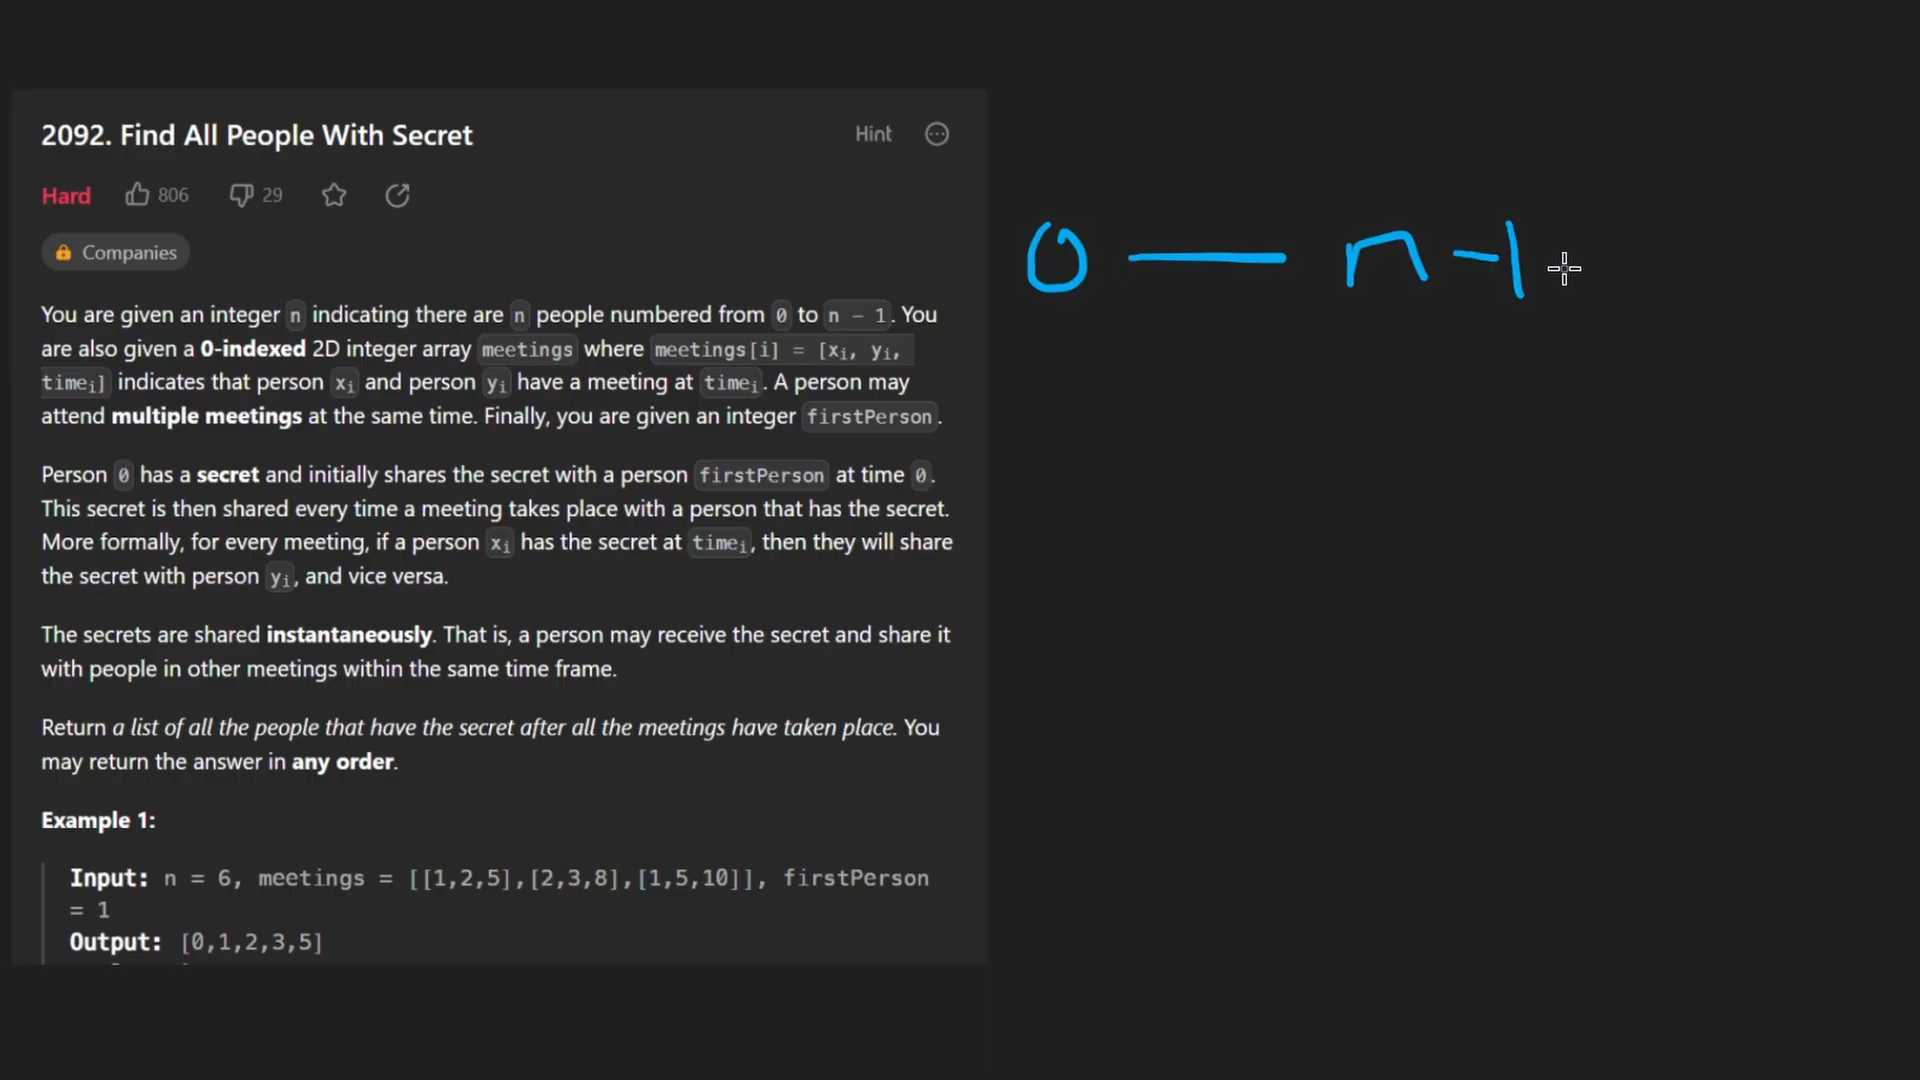 2092. Find All People With Secret
Hint
Hard 806 29
Companies
0 — n-1
You are given an integer n indicating there are n people numbered from 0 to n - 1. You
are also given a 0-indexed 2D integer array meetings where meetings[i] = [xi, yi,
timei] indicates that person xi and person yi have a meeting at timei. A person may
attend multiple meetings at the same time. Finally, you are given an integer firstPerson.
Person 0 has a secret and initially shares the secret with a person firstPerson at time 0.
This secret is then shared every time a meeting takes place with a person that has the secret.
More formally, for every meeting, if a person xi has the secret at timei, then they will share
the secret with person yi, and vice versa.
The secrets are shared instantaneously. That is, a person may receive the secret and share it
with people in other meetings within the same time frame.
Return a list of all the people that have the secret after all the meetings have taken place. You
may return the answer in any order.
Example 1:
Input: n = 6, meetings = [[1,2,5],[2,3,8],[1,5,10]], firstPerson
= 1
Output: [0,1,2,3,5]